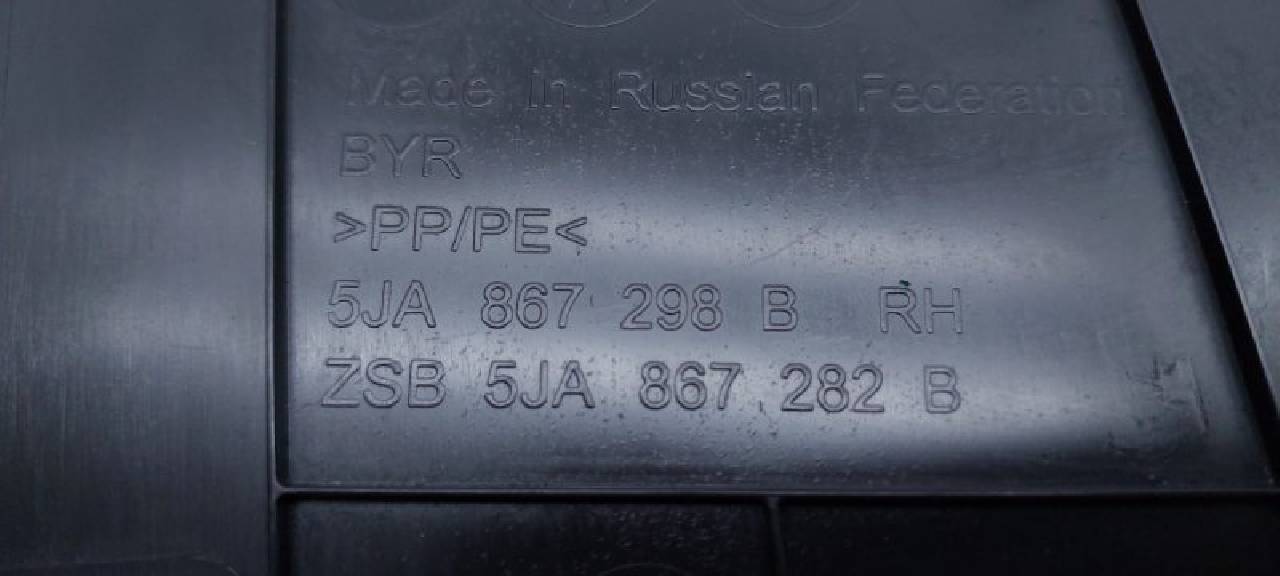 Made in Russian Federation
BYR
>PP/PE<
5JA 867 298 B RH
ZSB 5JA 867 282 B